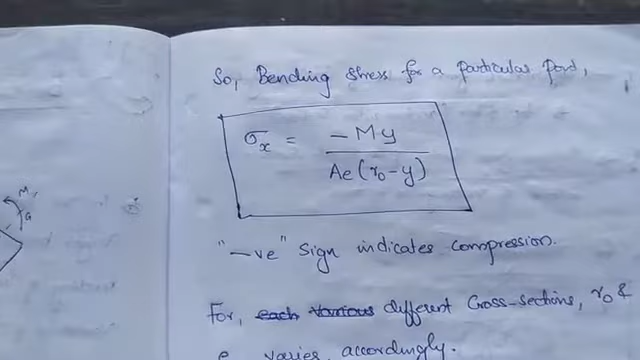 So, Bending stress for a particular point,
σx = -My / Ae(r0-y)
"-ve" sign indicates compression.
For, each various different Cross-sections, r0 &
e varies accordingly.
M,
G